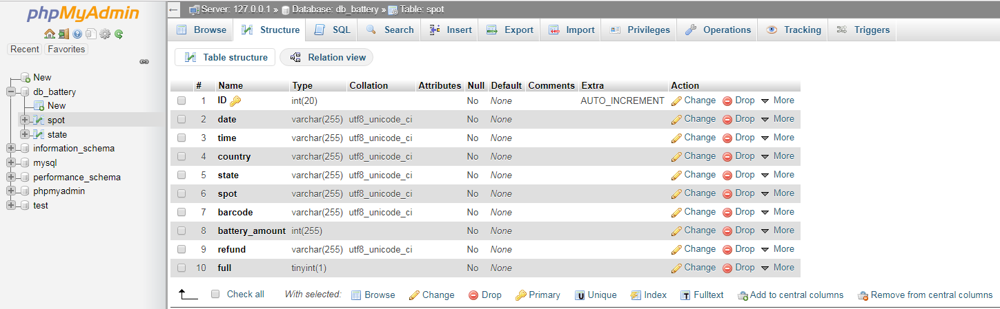 phpMyAdmin
Recent Favorites
New
db_battery
New
spot
state
information_schema
mysql
performance_schema
phpmyadmin
test
Server: 127.0.0.1 » Database: db_battery » Table: spot
Browse Structure SQL Search Insert Export Import Privileges Operations Tracking Triggers
Table structure Relation view
# Name Type Collation Attributes Null Default Comments Extra Action
1 ID int(20) No None AUTO_INCREMENT Change Drop More
2 date varchar(255) utf8_unicode_ci No None Change Drop More
3 time varchar(255) utf8_unicode_ci No None Change Drop More
4 country varchar(255) utf8_unicode_ci No None Change Drop More
5 state varchar(255) utf8_unicode_ci No None Change Drop More
6 spot varchar(255) utf8_unicode_ci No None Change Drop More
7 barcode varchar(255) utf8_unicode_ci No None Change Drop More
8 battery_amount int(255) No None Change Drop More
9 refund varchar(255) utf8_unicode_ci No None Change Drop More
10 full tinyint(1) No None Change Drop More
Check all With selected: Browse Change Drop Primary Unique Index Fulltext Add to central columns Remove from central columns